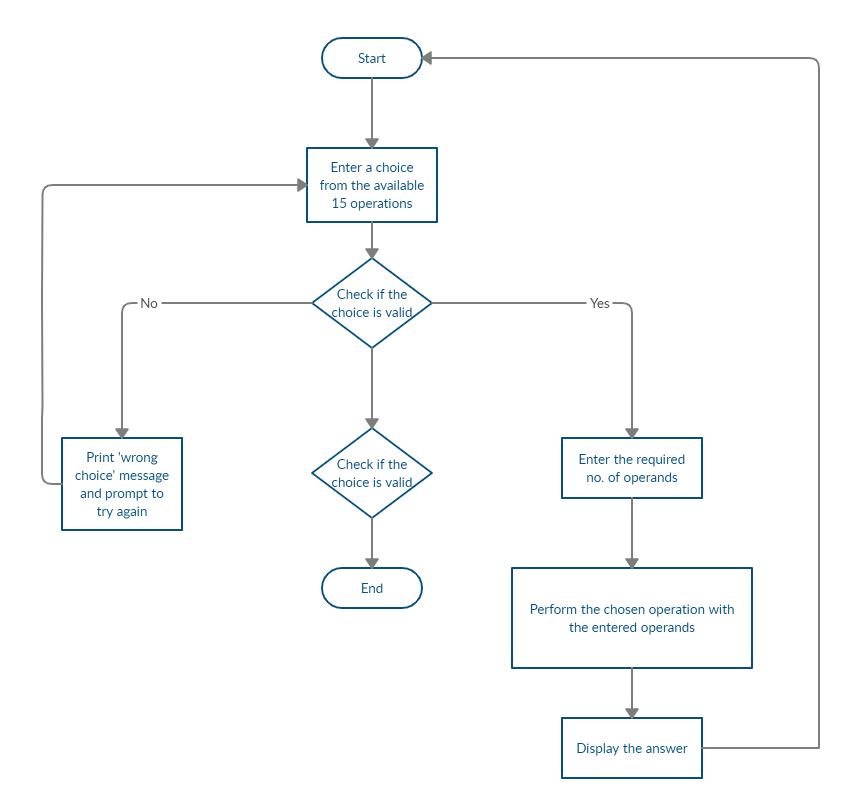 Start
Enter a choice
from the available
15 operations
Check if the
choice is valid
No
Yes
Print 'wrong
choice' message
and prompt to
try again
Check if the
choice is valid
Enter the required
no. of operands
End
Perform the chosen operation with
the entered operands
Display the answer